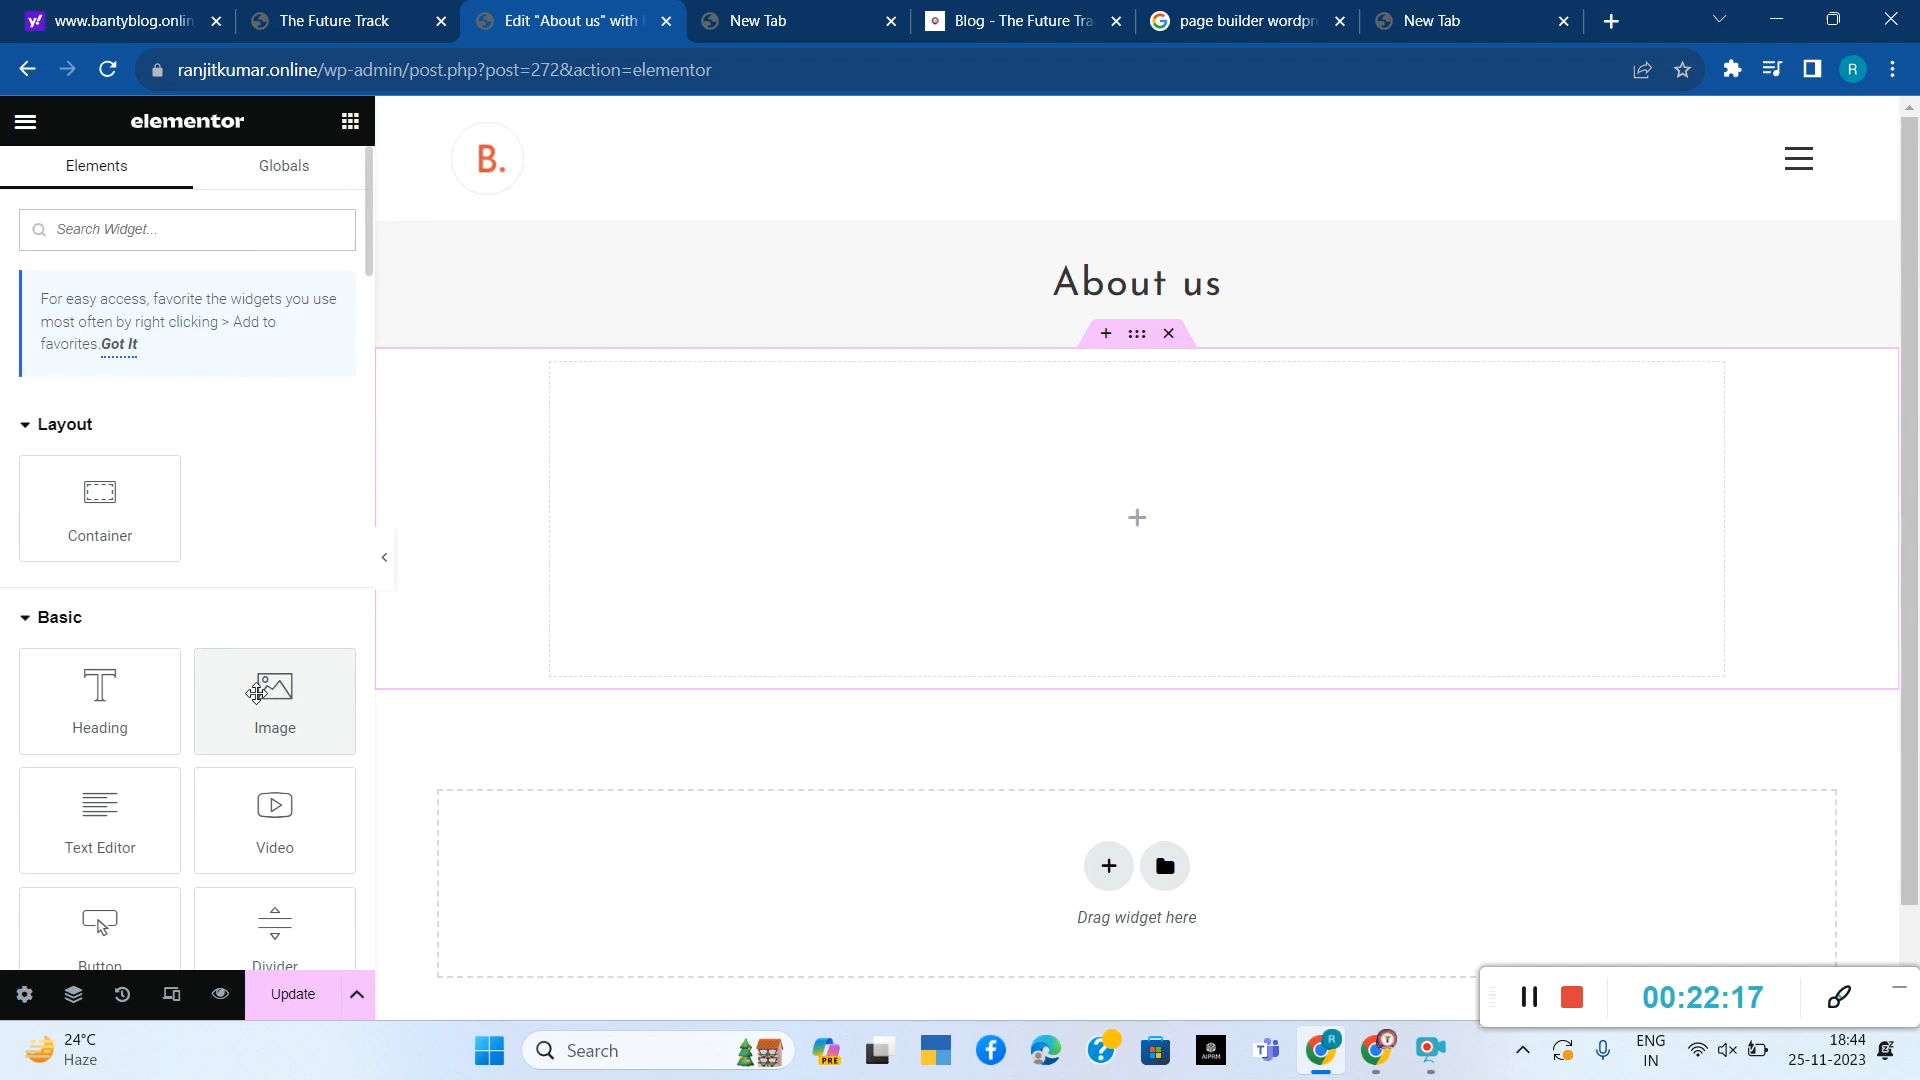 www.bantyblog.onlin
The Future Track
Edit "About us" with
New Tab
Blog - The Future Tra
page builder wordpr
New Tab
ranjitkumar.online/wp-admin/post.php?post=272&action=elementor
R
elementor
Elements
Globals
Search Widget...
For easy access, favorite the widgets you use
most often by right clicking > Add to
favorites.Got It
Layout
Container
Basic
Heading
Image
Text Editor
Video
Button
Divider
Update
B.
About us
Drag widget here
00:22:17
24°C
Haze
Search
PRE
AIPRM
R
T
ENG
IN
18:44
25-11-2023